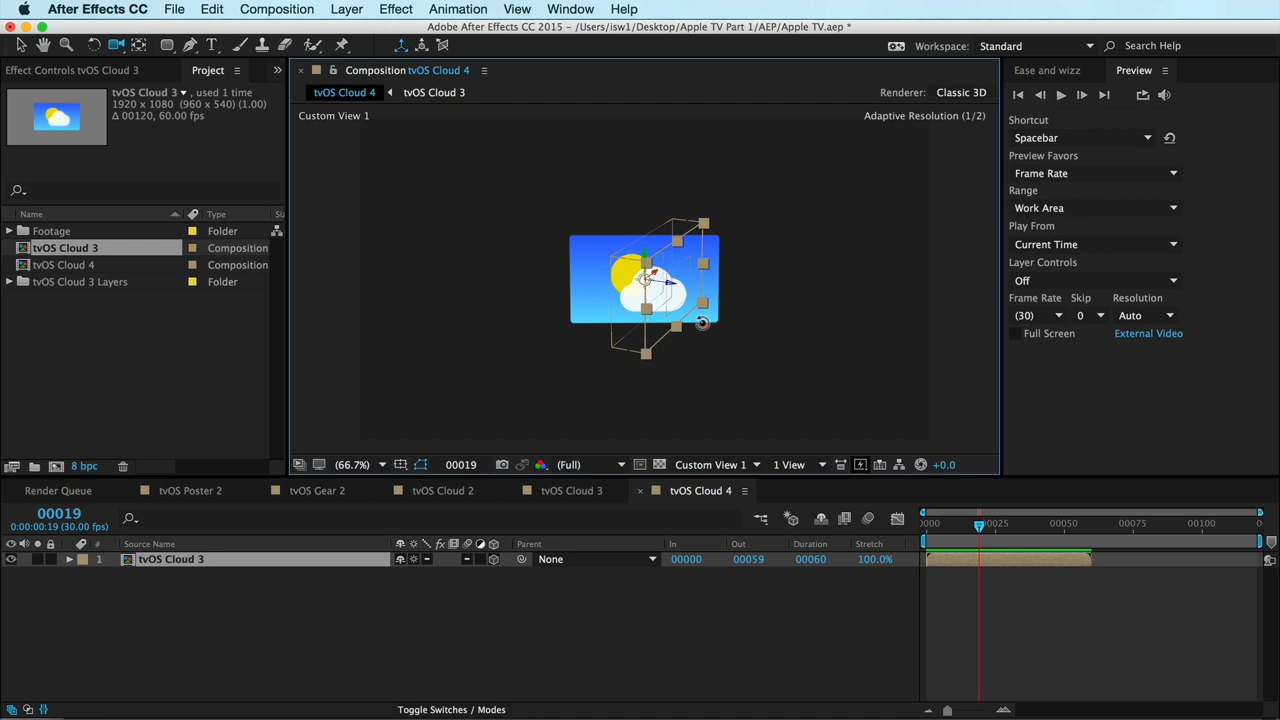 After Effects CC File Edit Composition Layer Effect Animation View Window Help
Adobe After Effects CC 2015 - /Users/isw1/Desktop/Apple TV Part 1/AEP/Apple TV.aep *
Workspace: Standard Search Help
Effect Controls tvOS Cloud 3 Project
Composition tvOS Cloud 4
Ease and wizz Preview
tvOS Cloud 3 , used 1 time
1920 x 1080 (960 x 540) (1.00)
Δ 00120, 60.00 fps
tvOS Cloud 4 tvOS Cloud 3
Renderer: Classic 3D
Custom View 1
Adaptive Resolution (1/2)
Shortcut
Spacebar
Preview Favors
Frame Rate
Range
Work Area
Play From
Current Time
Layer Controls
Off
Frame Rate Skip Resolution
(30) 0 Auto
Full Screen External Video
Name Type Siz
Footage Folder
tvOS Cloud 3 Composition
tvOS Cloud 4 Composition
tvOS Cloud 3 Layers Folder
8 bpc
(66.7%) 00019 (Full) Custom View 1 1 View +0.0
Render Queue tvOS Poster 2 tvOS Gear 2 tvOS Cloud 2 tvOS Cloud 3 tvOS Cloud 4
00019
0:00:00:19 (30.00 fps)
0000 00025 00050 00075 00100 0
# Source Name Parent In Out Duration Stretch
1 tvOS Cloud 3 None 00000 00059 00060 100.0%
Toggle Switches / Modes